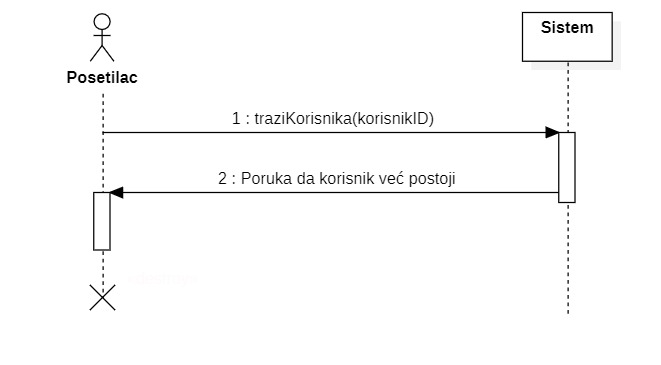 Sistem
Posetilac
1 : traziKorisnika(korisnikID)
2 : Poruka da korisnik već postoji